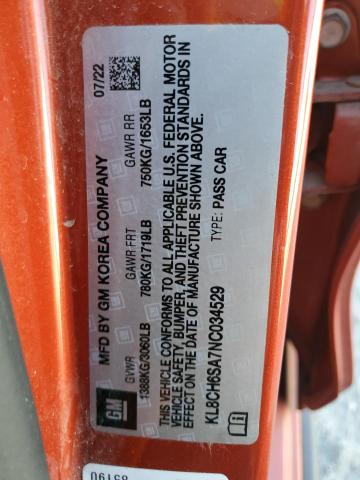 MFD BY GM KOREA COMPANY 07/22
GVWR GAWR FRT GAWR RR
1388KG/3060LB 780KG/1719LB 750KG/1653LB
THIS VEHICLE CONFORMS TO ALL APPLICABLE U.S. FEDERAL MOTOR
VEHICLE SAFETY, BUMPER, AND THEFT PREVENTION STANDARDS IN
EFFECT ON THE DATE OF MANUFACTURE SHOWN ABOVE.
KL8CH6SA7NC034529 TYPE: PASS CAR
GM